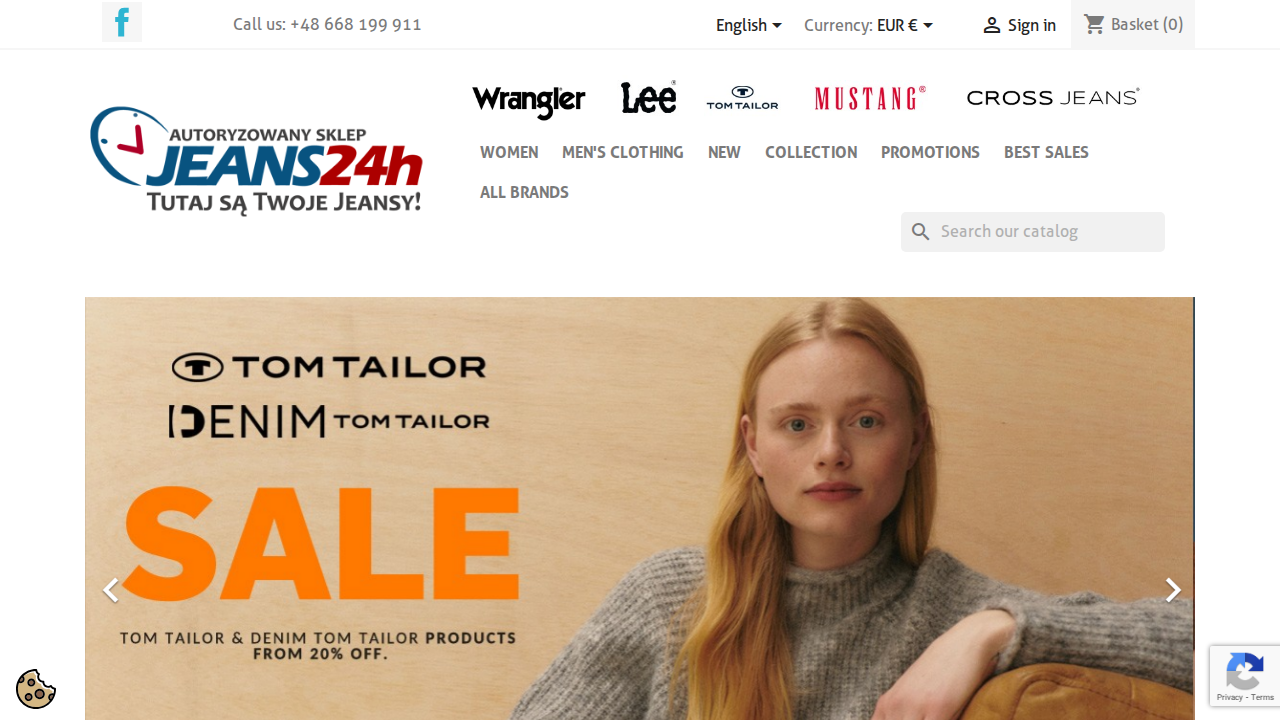 Call us: +48 668 199 911
English
Currency: EUR €
Sign in
Basket (0)
Wrangler
Lee®
TOM TAILOR
MUSTANG®
CROSS JEANS®
AUTORYZOWANY SKLEP
JEANS24h
TUTAJ SĄ TWOJE JEANSY!
WOMEN
MEN'S CLOTHING
NEW
COLLECTION
PROMOTIONS
BEST SALES
ALL BRANDS
Search our catalog
TOM TAILOR
DENIM TOM TAILOR
SALE
TOM TAILOR & DENIM TOM TAILOR PRODUCTS
FROM 20% OFF.
Privacy - Terms